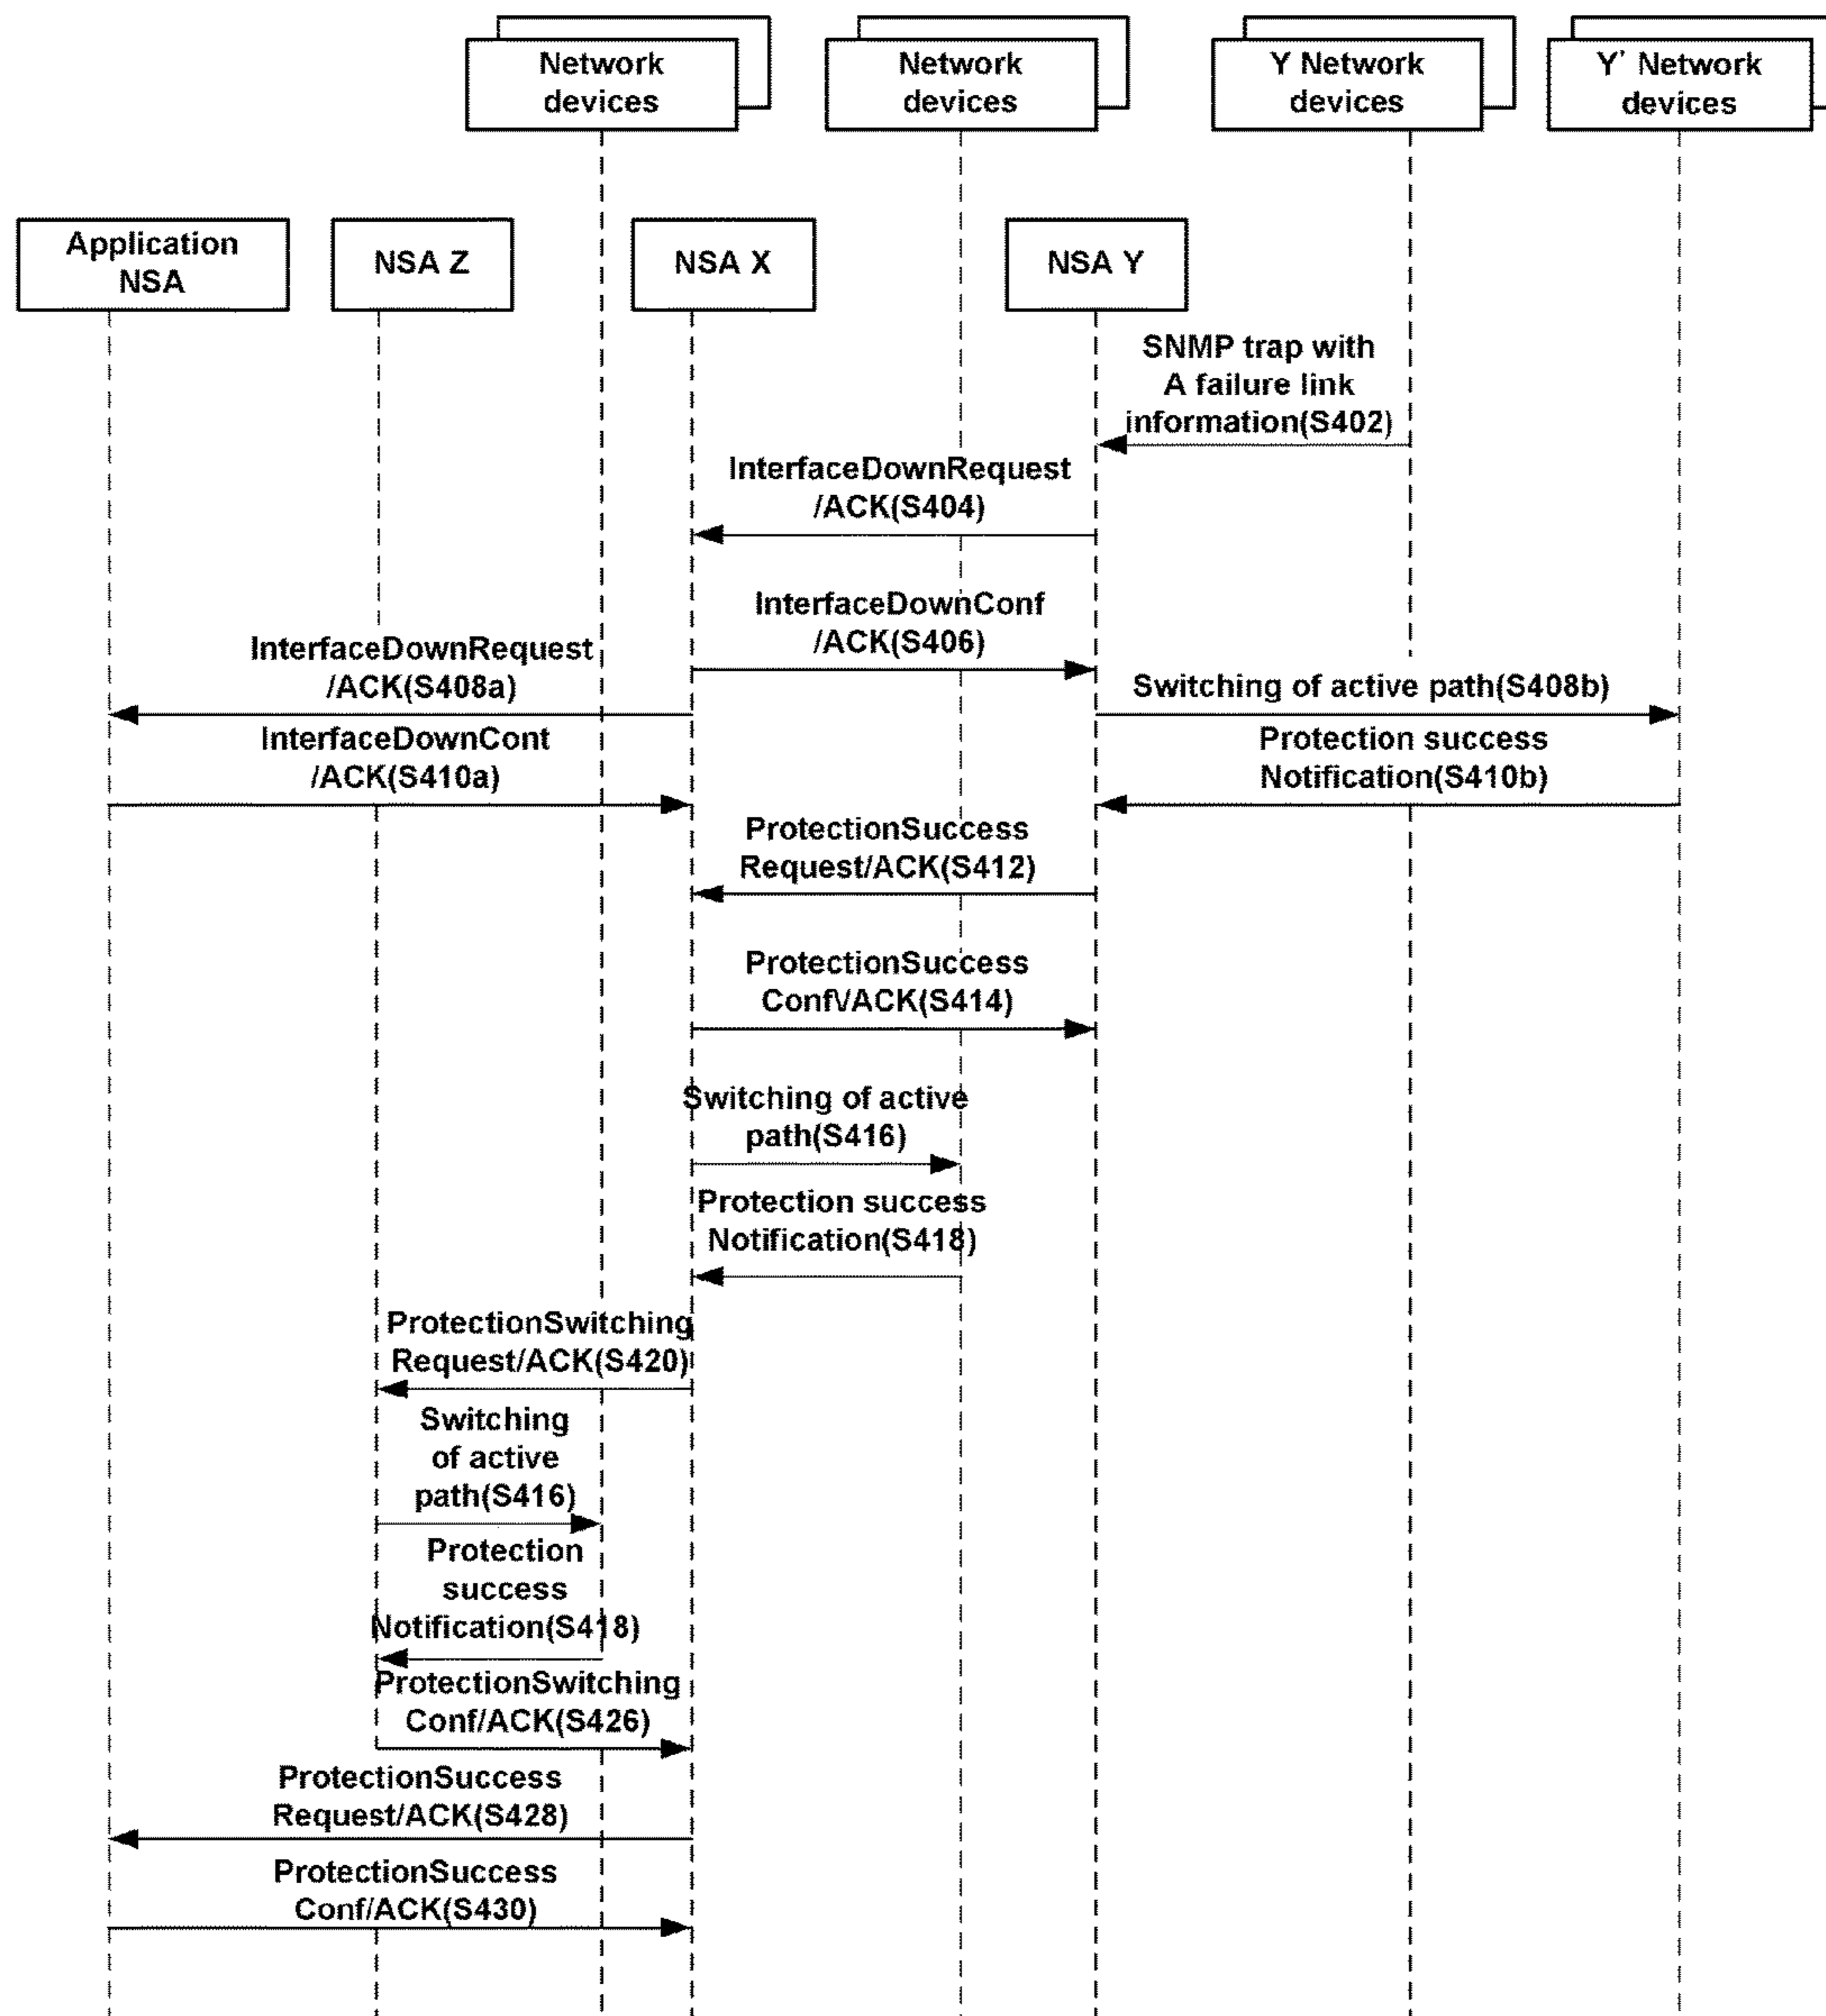 Network
devices
Network
devices
Y Network
devices
Y' Network
devices
Application
NSA
NSA Z
NSA X
NSA Y
SNMP trap with
A failure link
information(S402)
InterfaceDownRequest
/ACK(S404)
InterfaceDownConf
/ACK(S406)
InterfaceDownRequest
/ACK(S408a)
Switching of active path(S408b)
InterfaceDownCont
/ACK(S410a)
Protection success
Notification(S410b)
ProtectionSuccess
Request/ACK(S412)
ProtectionSuccess
Conf\/ACK(S414)
Switching of active
path(S416)
Protection success
Notification(S418)
ProtectionSwitching
Request/ACK(S420)
Switching
of active
path(S416)
Protection
success
Notification(S418)
ProtectionSwitching
Conf/ACK(S426)
ProtectionSuccess
Request/ACK(S428)
ProtectionSuccess
Conf/ACK(S430)